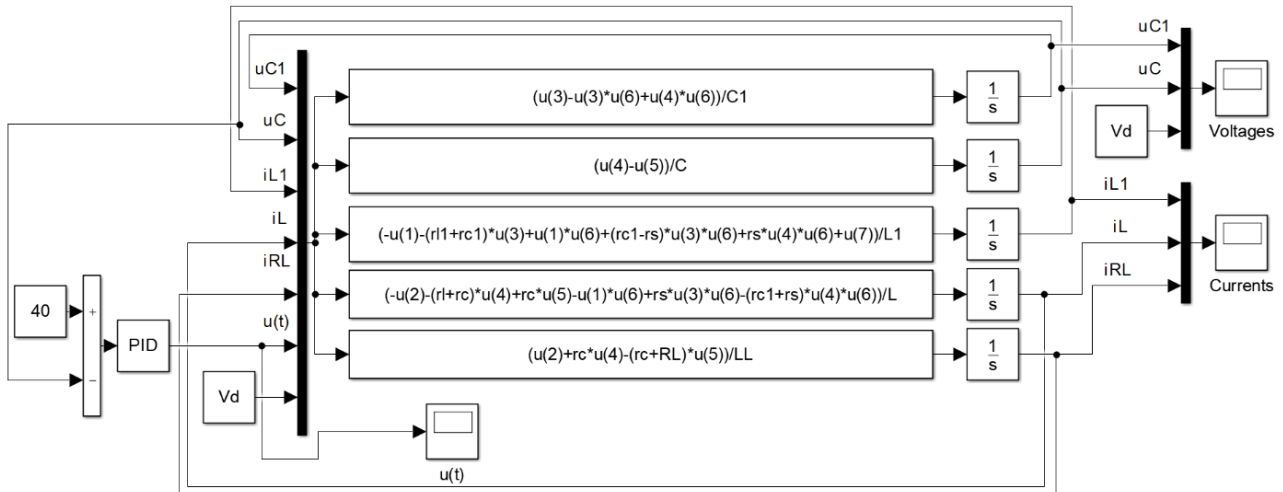 uC1
uC
iL1
iL
iRL
u(t)
40
+
−
PID
Vd
(u(3)-u(3)*u(6)+u(4)*u(6))/C1
1
s
(u(4)-u(5))/C
1
s
(-u(1)-(rl1+rc1)*u(3)+u(1)*u(6)+(rc1-rs)*u(3)*u(6)+rs*u(4)*u(6)+u(7))/L1
1
s
(-u(2)-(rl+rc)*u(4)+rc*u(5)-u(1)*u(6)+rs*u(3)*u(6)-(rc1+rs)*u(4)*u(6))/L
1
s
(u(2)+rc*u(4)-(rc+RL)*u(5))/LL
1
s
u(t)
uC1
uC
Vd
Voltages
iL1
iL
iRL
Currents